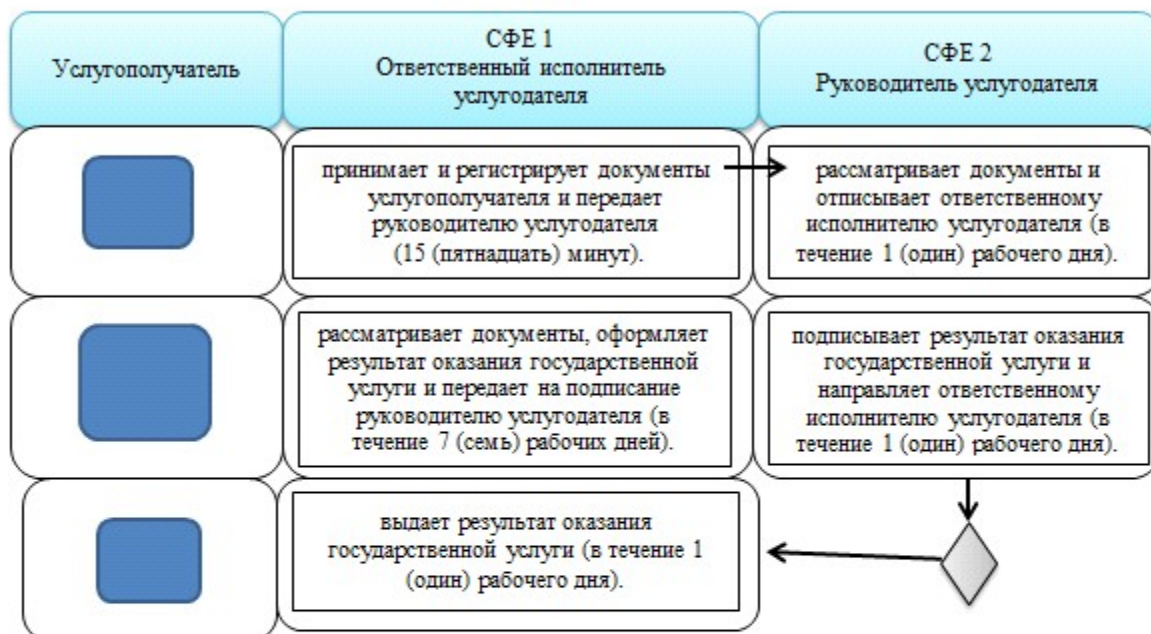 Услугополучатель
СФЕ 1
Ответственный исполнитель
услугодателя
СФЕ 2
Руководитель услугодателя
принимает и регистрирует документы
услугополучателя и передает
руководителю услугодателя
(15 (пятнадцать) минут).
рассматривает документы и
отписывает ответственному
исполнителю услугодателя (в
течение 1 (один) рабочего дня).
рассматривает документы, оформляет
результат оказания государственной
услуги и передает на подписание
руководителю услугодателя (в
течение 7 (семь) рабочих дней).
подписывает результат оказания
государственной услуги и
направляет ответственному
исполнителю услугодателя (в
течение 1 (один) рабочего дня).
выдает результат оказания
государственной услуги (в течение 1
(один) рабочего дня).